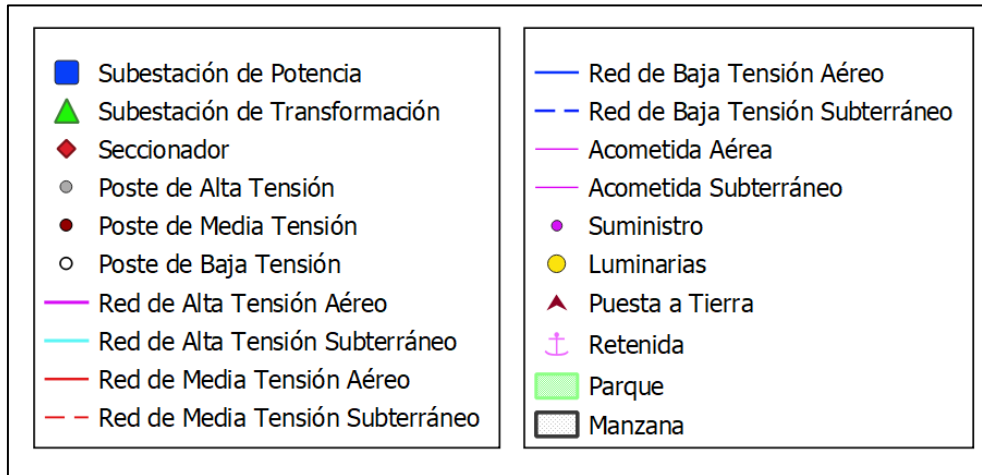 Subestación de Potencia
Subestación de Transformación
Seccionador
Poste de Alta Tensión
Poste de Media Tensión
Poste de Baja Tensión
Red de Alta Tensión Aéreo
Red de Alta Tensión Subterráneo
Red de Media Tensión Aéreo
Red de Media Tensión Subterráneo
Red de Baja Tensión Aéreo
Red de Baja Tensión Subterráneo
Acometida Aérea
Acometida Subterráneo
Suministro
Luminarias
Puesta a Tierra
Retenida
Parque
Manzana